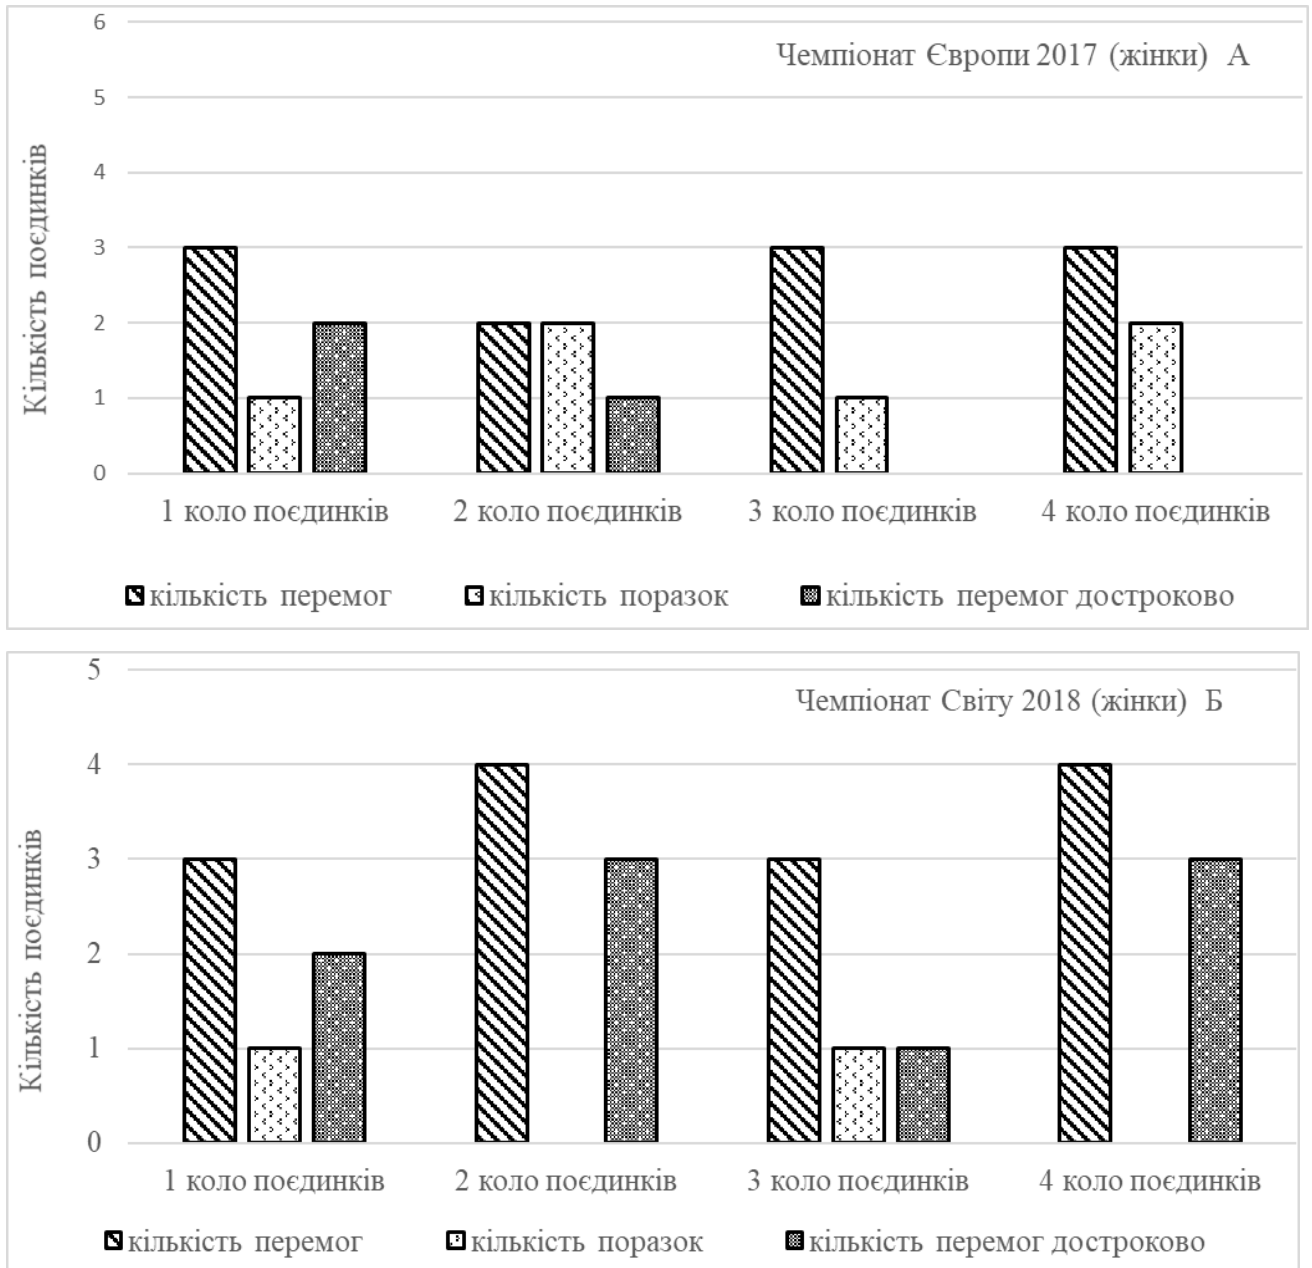 Чемпіонат Європи 2017 (жінки) А
6
5
4
3
2
1
0
Кількість поєдинків
1 коло поєдинків 2 коло поєдинків 3 коло поєдинків 4 коло поєдинків
кількість перемог кількість поразок кількість перемог достроково
Чемпіонат Світу 2018 (жінки) Б
5
4
3
2
1
0
Кількість поєдинків
1 коло поєдинків 2 коло поєдинків 3 коло поєдинків 4 коло поєдинків
кількість перемог кількість поразок кількість перемог достроково